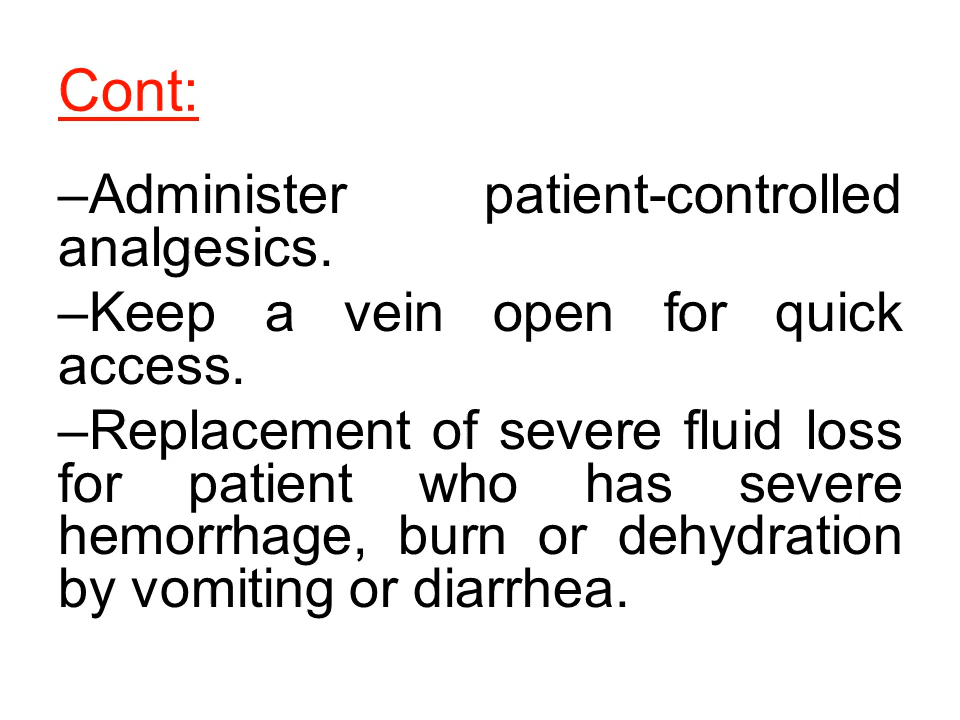 Cont:
–Administer patient-controlled
analgesics.
–Keep a vein open for quick
access.
–Replacement of severe fluid loss
for patient who has severe
hemorrhage, burn or dehydration
by vomiting or diarrhea.